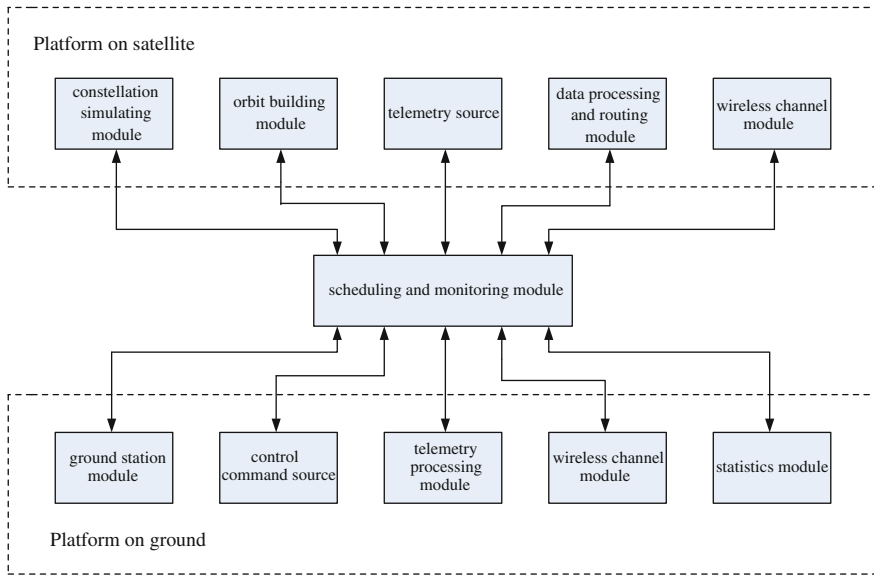 Platform on satellite
constellation
simulating
module
orbit building
module
telemetry source
data processing
and routing
module
wireless channel
module
scheduling and monitoring module
ground station
module
control
command source
telemetry
processing
module
wireless channel
module
statistics module
Platform on ground